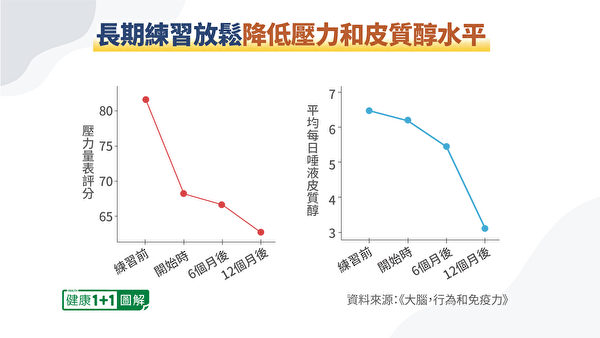 長期練習放鬆降低壓力和皮質醇水平
壓力量表評分
80
75
70
65
練習前
開始時
6個月後
12個月後
平均每日唾液皮質醇
7
6
5
4
3
練習前
開始時
6個月後
12個月後
健康1+1 圖解
資料來源：《大腦，行為和免疫力》